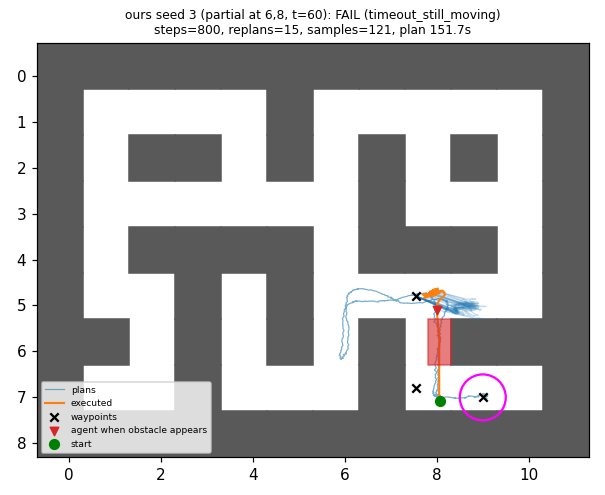 ours seed 3 (partial at 6,8, t=60): FAIL (timeout_still_moving)
steps=800, replans=15, samples=121, plan 151.7s
0
1
2
3
4
5
6
7
8
plans
executed
waypoints
agent when obstacle appears
start
0 2 4 6 8 10